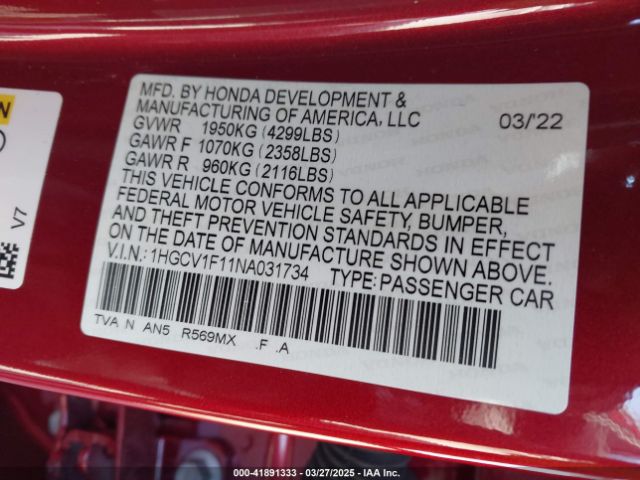 MFD. BY HONDA DEVELOPMENT &
MANUFACTURING OF AMERICA, LLC 03/'22
GVWR 1950KG (4299LBS)
GAWR F 1070KG (2358LBS)
GAWR R 960KG (2116LBS)
THIS VEHICLE CONFORMS TO ALL APPLICABLE
FEDERAL MOTOR VEHICLE SAFETY, BUMPER,
AND THEFT PREVENTION STANDARDS IN EFFECT
ON THE DATE OF MANUFACTURE SHOWN ABOVE.
V.I.N.: 1HGCV1F11NA031734 TYPE: PASSENGER CAR
TVA N AN5 R569MX .F .A
V7
000-41891333 — 03/27/2025 — IAA Inc.